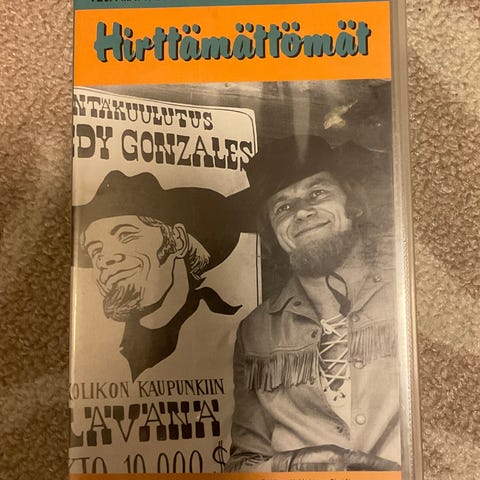 Hirttämättömät
NTAKUULUTUS
DY GONZALES
OLIKON KAUPUNKIIN
LAVANA
KTO 10.000 $